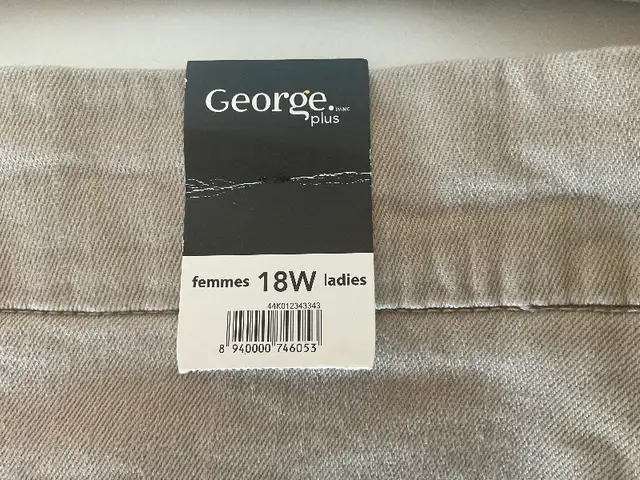 George.
plus
femmes 18W ladies
44K012343343
8 940000 746053